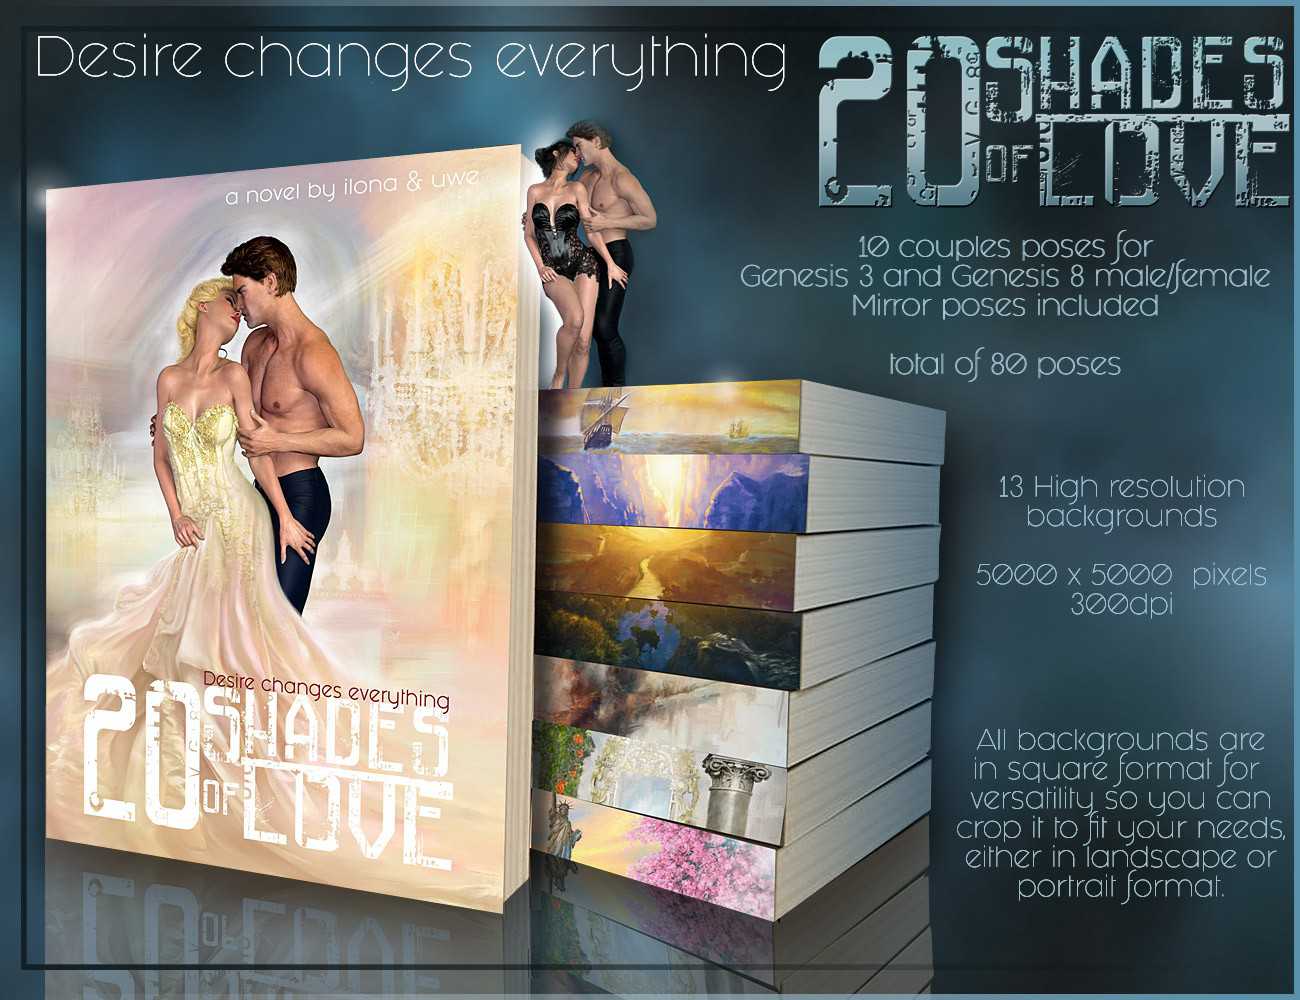 Desire changes everything
20 SHADES
OF LOVE
10 couples poses for
Genesis 3 and Genesis 8 male/female
Mirror poses included
total of 80 poses
13 High resolution
backgrounds
5000 x 5000 pixels
300dpi
All backgrounds are
in square format for
versatility so you can
crop it to fit your needs,
either in landscape or
portrait format.
a novel by ilona & uwe
Desire changes everything
20 SHADES
OF LOVE